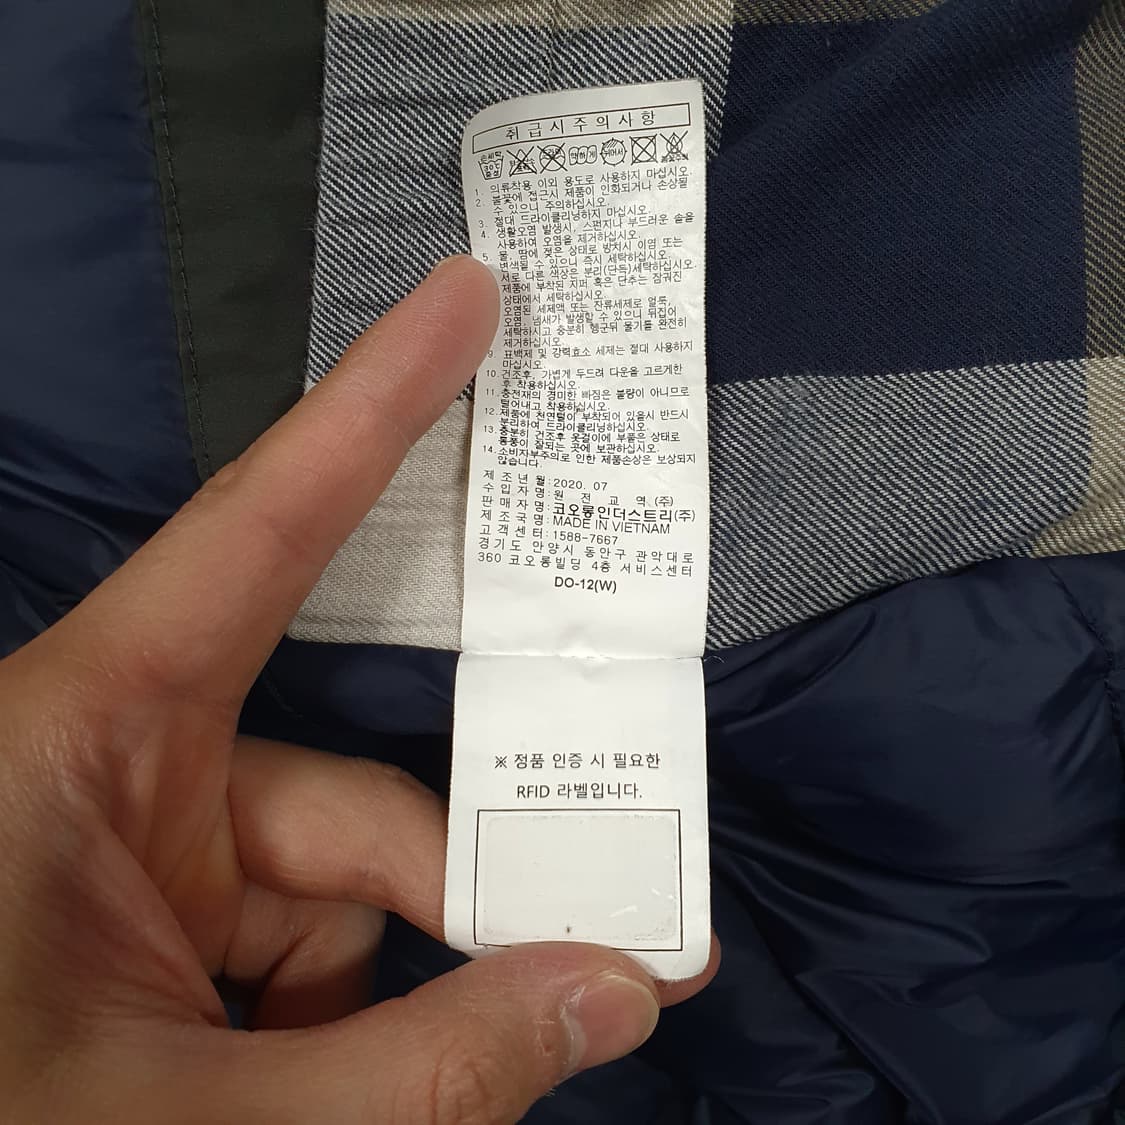 취급시주의사항
손세탁
약하게
뉘어서
1. 의류착용 이외 용도로 사용하지 마십시오.
2. 불꽃에 접근시 제품이 인화되거나 손상될
수 있으니 주의하십시오.
3. 절대 드라이클리닝하지 마십시오.
4. 생활오염 발생시, 스펀지나 부드러운 솔을
사용하여 오염을 제거하십시오.
5. 물, 땀에 젖은 상태로 방치시 이염 또는
변색될 수 있으니 즉시 세탁하십시오.
서로 다른 색상은 분리(단독)세탁하십시오.
제품에 부착된 지퍼 혹은 단추는 잠궈진
상태에서 세탁하십시오.
오염된 세제액 또는 잔류세제로 얼룩,
오염, 냄새가 발생할 수 있으니 뒤집어
세탁하시고 충분히 헹군뒤 물기를 완전히
제거하십시오.
9. 표백제 및 강력효소 세제는 절대 사용하지
마십시오.
10. 건조후, 가볍게 두드려 다운을 고르게한
후 착용하십시오.
11. 충전재의 경미한 빠짐은 불량이 아니므로
털어내고 착용하십시오.
12. 제품에 천연털이 부착되어 있을시 반드시
분리하여 드라이클리닝하십시오.
13. 충분히 건조후 옷걸이에 부풀은 상태로
통풍이 잘되는 곳에 보관하십시오.
14. 소비자부주의로 인한 제품손상은 보상되지
않습니다.
제조년월:2020. 07
수입자명:원 전 교 역 (주)
판매자명:코오롱인더스트리(주)
제조국명:MADE IN VIETNAM
고객센터:1588-7667
경기도 안양시 동안구 관악대로
360 코오롱빌딩 4층 서비스센터
DO-12(W)
※ 정품 인증 시 필요한
RFID 라벨입니다.